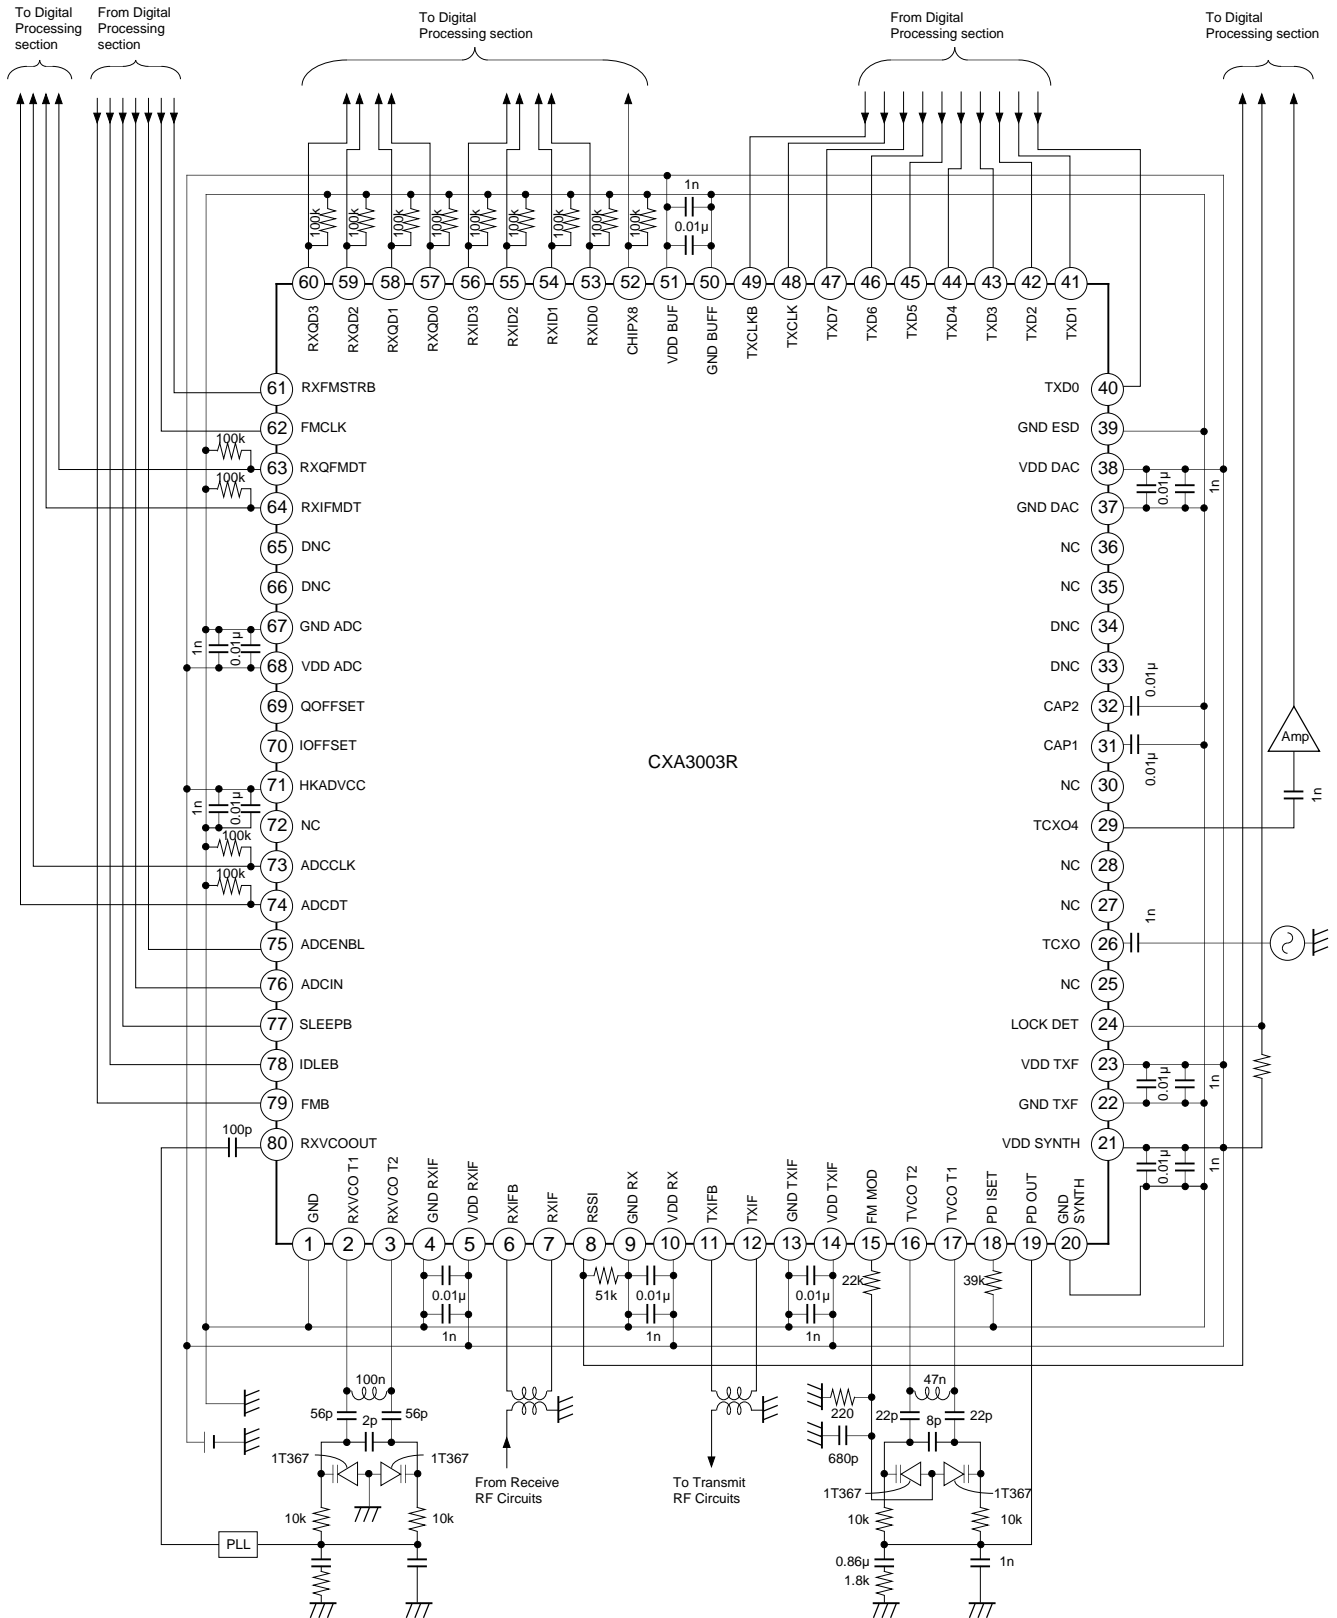 To Digital
Processing
section
From Digital
Processing
section
To Digital
Processing section
From Digital
Processing section
To Digital
Processing section
1n
0.01µ
100k 100k 100k 100k 100k 100k 100k 100k 100k
60 59 58 57 56 55 54 53 52 51 50 49 48 47 46 45 44 43 42 41
RXQD3
RXQD2
RXQD1
RXQD0
RXID3
RXID2
RXID1
RXID0
CHIPX8
VDD BUF
GND BUFF
TXCLKB
TXCLK
TXD7
TXD6
TXD5
TXD4
TXD3
TXD2
TXD1
61 RXFMSTRB
62 FMCLK
100k
63 RXQFMDT
100k
64 RXIFMDT
65 DNC
66 DNC
67 GND ADC
1n 0.01µ
68 VDD ADC
69 QOFFSET
70 IOFFSET
71 HKADVCC
1n 0.01µ
72 NC
100k
73 ADCCLK
100k
74 ADCDT
75 ADCENBL
76 ADCIN
77 SLEEPB
78 IDLEB
79 FMB
100p
80 RXVCOOUT
CXA3003R
TXD0 40
GND ESD 39
VDD DAC 38
0.01µ 1n
GND DAC 37
NC 36
NC 35
DNC 34
DNC 33
0.01µ
CAP2 32
CAP1 31
0.01µ
Amp
NC 30
1n
TCXO4 29
NC 28
NC 27
1n
TCXO 26
NC 25
LOCK DET 24
VDD TXF 23
0.01µ 1n
GND TXF 22
VDD SYNTH 21
0.01µ 1n
GND
RXVCO T1
RXVCO T2
GND RXIF
VDD RXIF
RXIFB
RXIF
RSSI
GND RX
VDD RX
TXIFB
TXIF
GND TXIF
VDD TXIF
FM MOD
TVCO T2
TVCO T1
PD ISET
PD OUT
GND
SYNTH
1 2 3 4 5 6 7 8 9 10 11 12 13 14 15 16 17 18 19 20
0.01µ
1n
51k
0.01µ
1n
0.01µ
1n
22k
39k
100n
56p 56p
2p
1T367 1T367
10k 10k
PLL
From Receive
RF Circuits
To Transmit
RF Circuits
220
680p
47n
22p 22p
8p
1T367 1T367
10k 10k
0.86µ 1n
1.8k